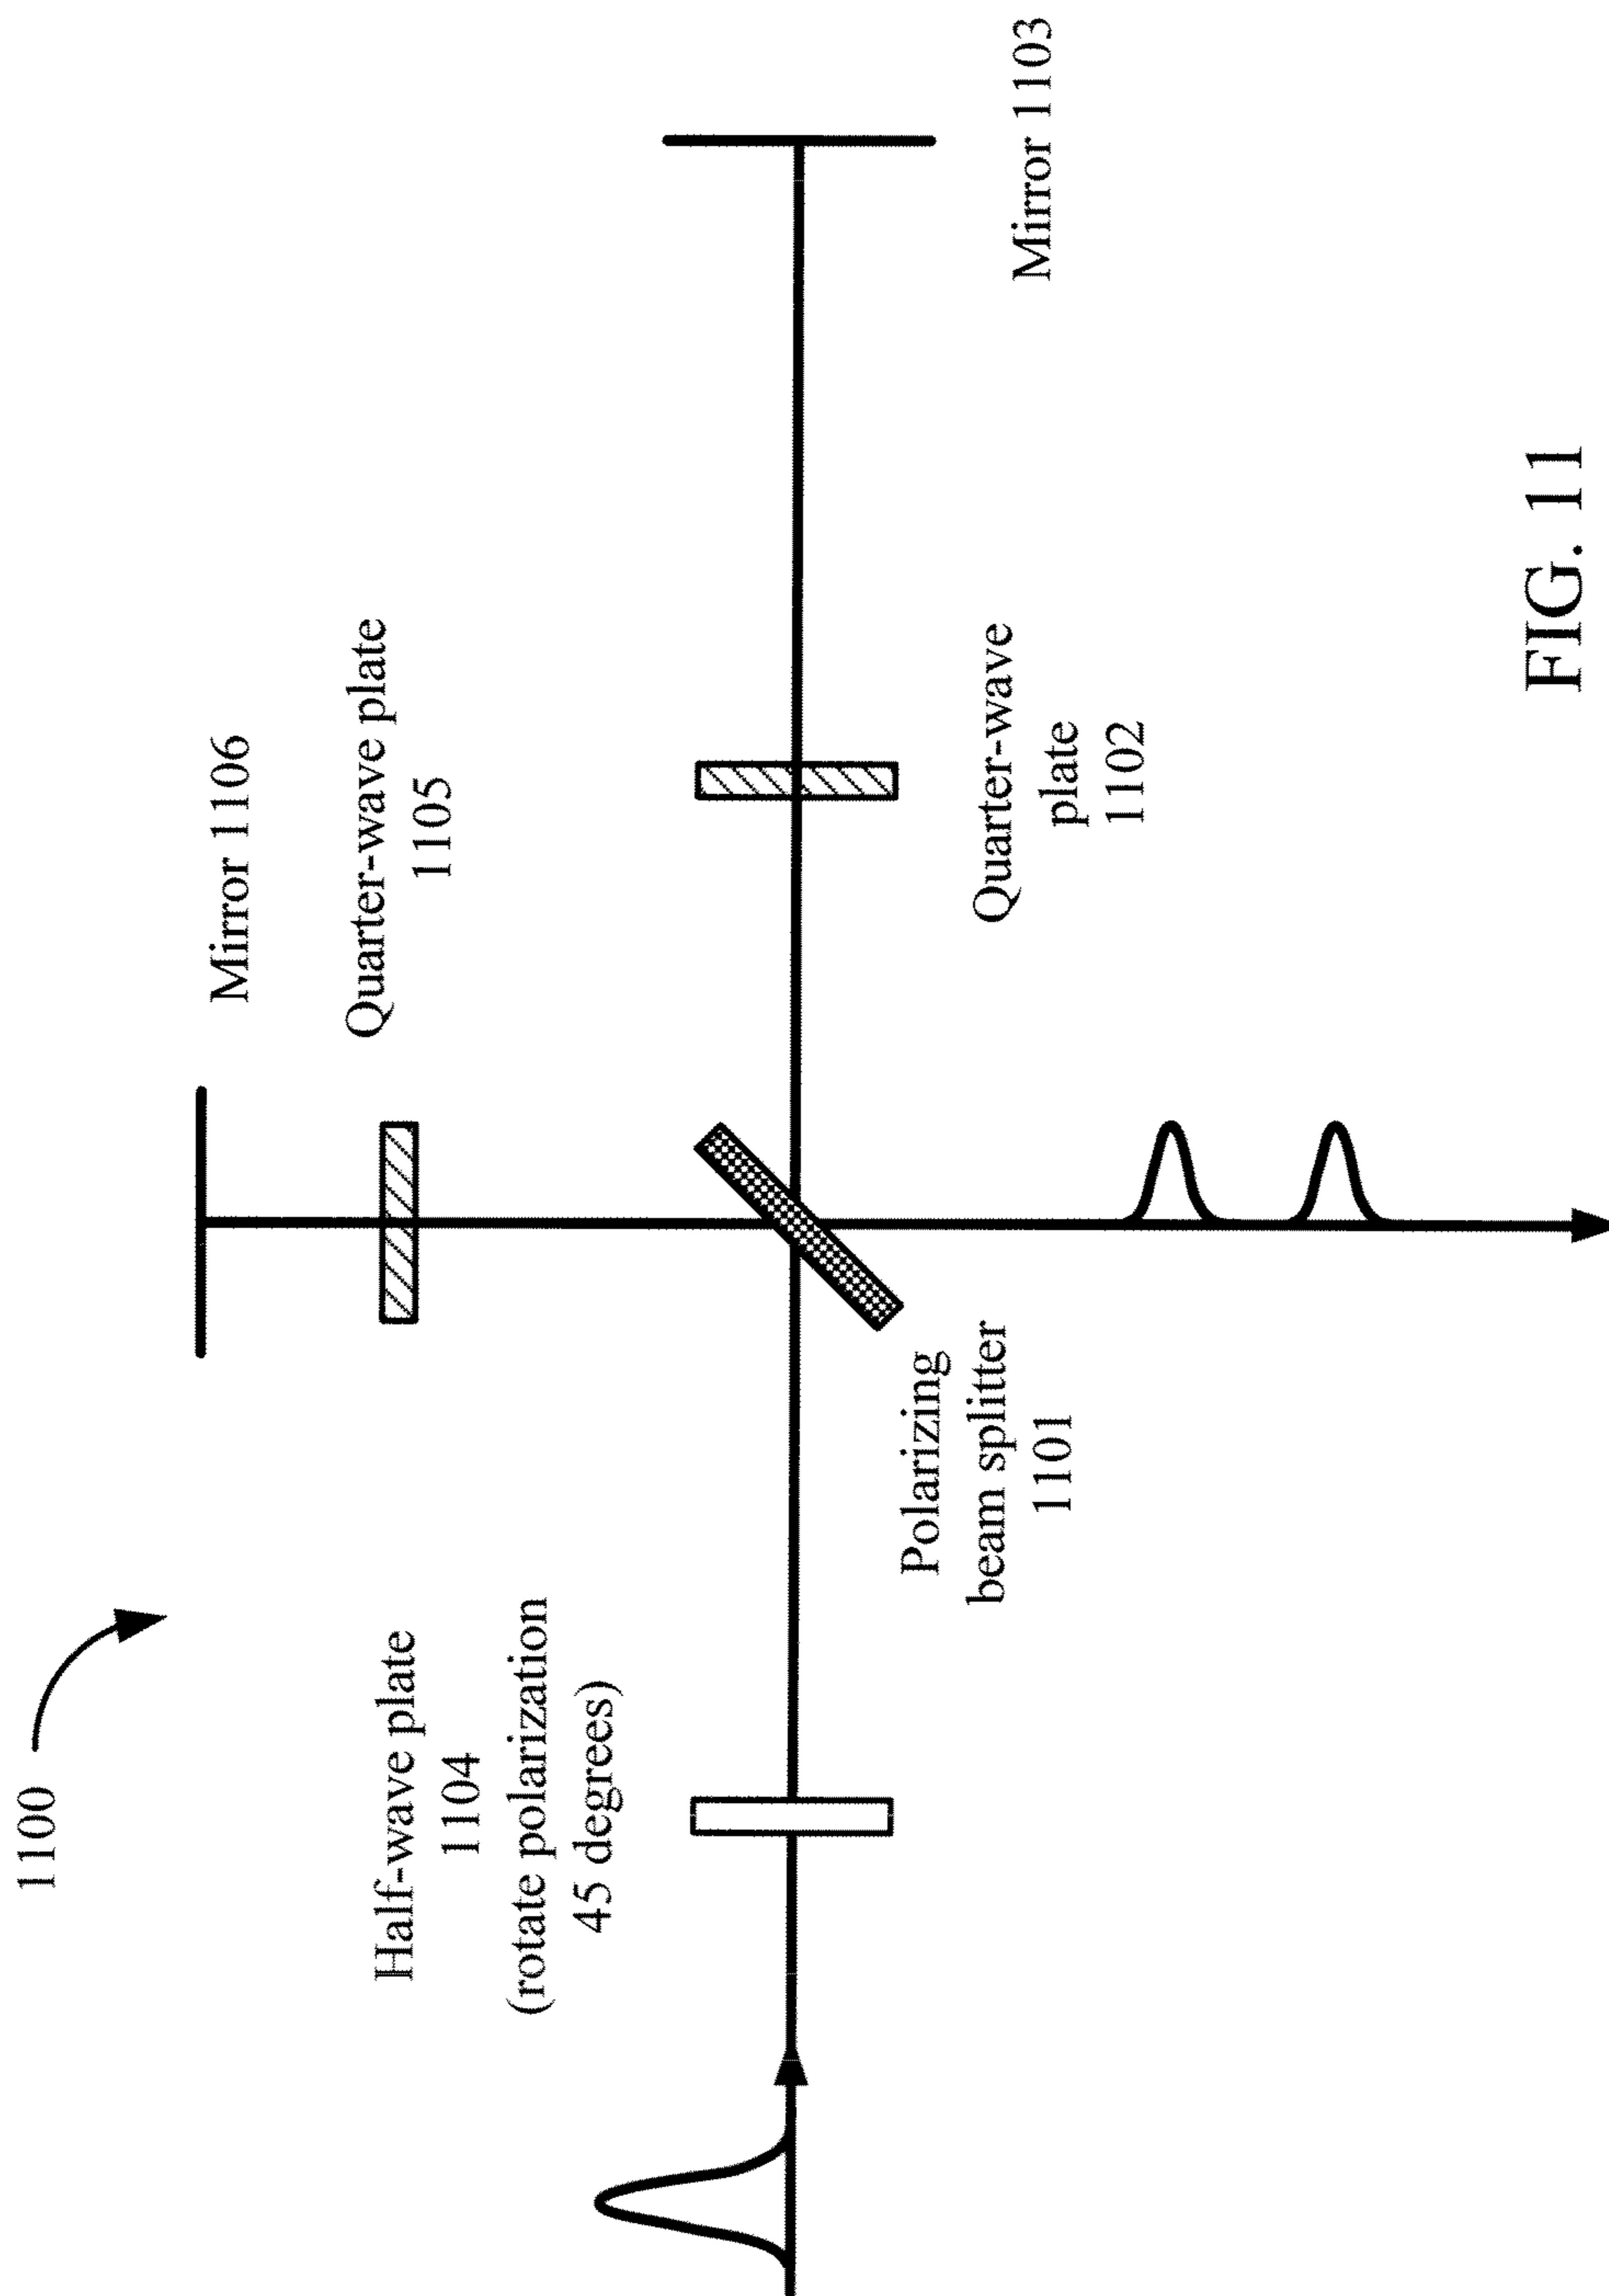 1100
Mirror 1106
Quarter-wave plate
1105
Half-wave plate
1104
(rotate polarization
45 degrees)
Polarizing
beam splitter
1101
Quarter-wave
plate
1102
Mirror 1103
FIG. 11